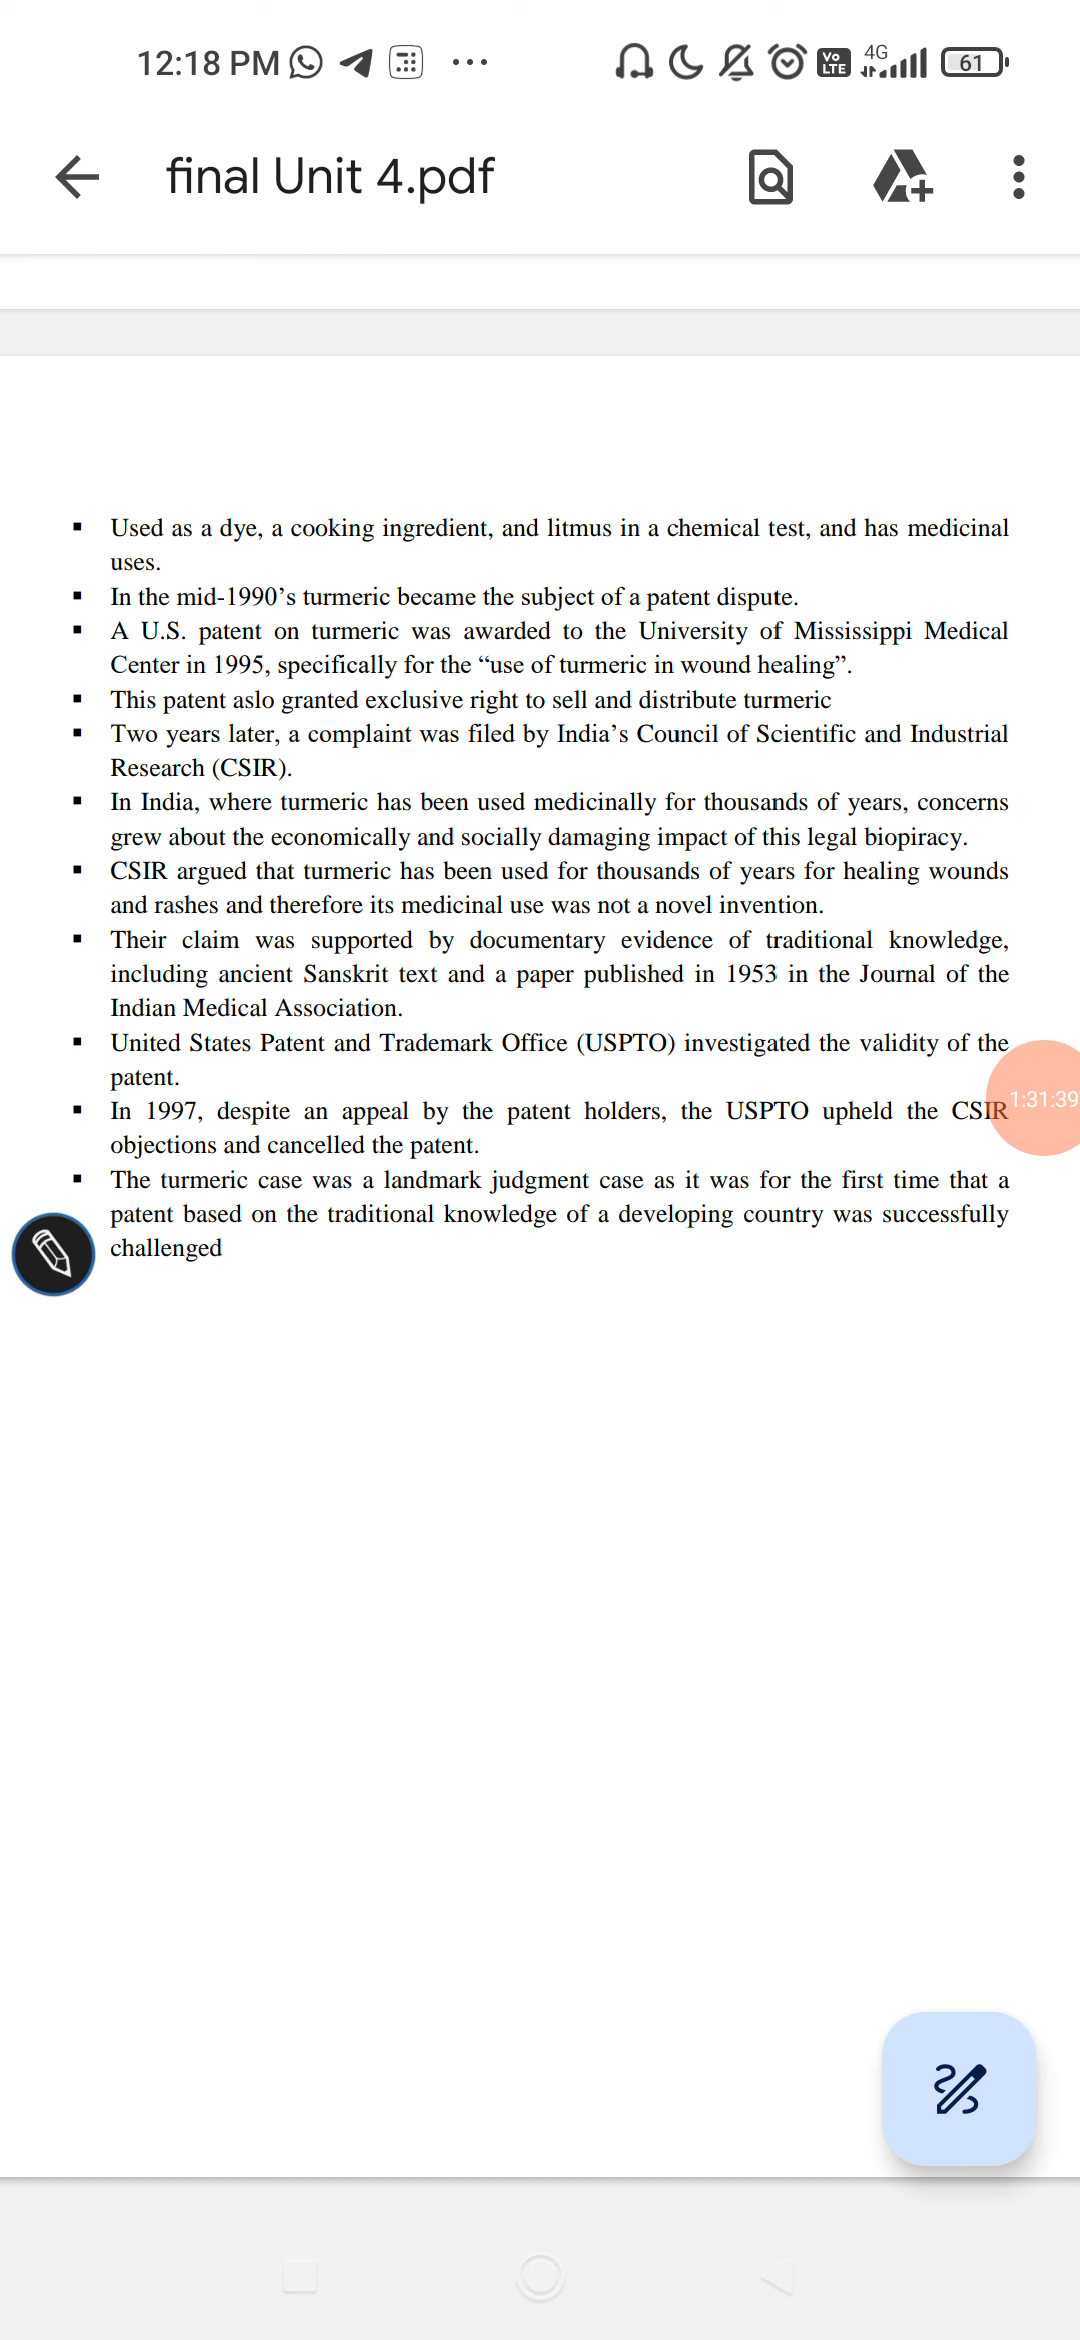 12:18 PM ... Vo LTE 4G 61
final Unit 4.pdf
▪ Used as a dye, a cooking ingredient, and litmus in a chemical test, and has medicinal
uses.
▪ In the mid-1990’s turmeric became the subject of a patent dispute.
▪ A U.S. patent on turmeric was awarded to the University of Mississippi Medical
Center in 1995, specifically for the “use of turmeric in wound healing”.
▪ This patent aslo granted exclusive right to sell and distribute turmeric
▪ Two years later, a complaint was filed by India’s Council of Scientific and Industrial
Research (CSIR).
▪ In India, where turmeric has been used medicinally for thousands of years, concerns
grew about the economically and socially damaging impact of this legal biopiracy.
▪ CSIR argued that turmeric has been used for thousands of years for healing wounds
and rashes and therefore its medicinal use was not a novel invention.
▪ Their claim was supported by documentary evidence of traditional knowledge,
including ancient Sanskrit text and a paper published in 1953 in the Journal of the
Indian Medical Association.
▪ United States Patent and Trademark Office (USPTO) investigated the validity of the
patent.
▪ In 1997, despite an appeal by the patent holders, the USPTO upheld the CSIR
1:31:39
objections and cancelled the patent.
▪ The turmeric case was a landmark judgment case as it was for the first time that a
patent based on the traditional knowledge of a developing country was successfully
challenged